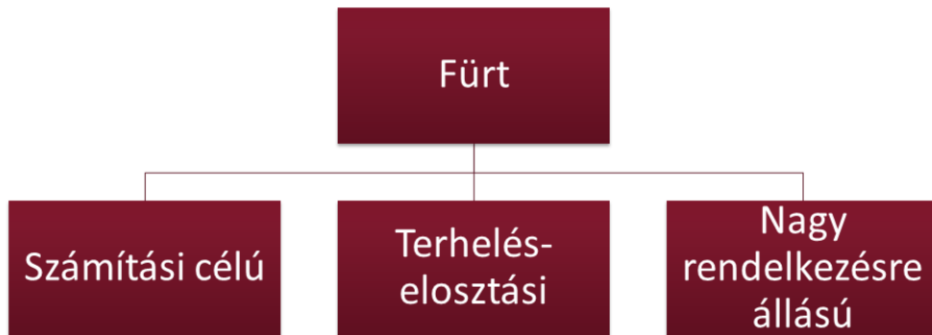 Fürt
Számítási célú
Terhelés-
elosztási
Nagy
rendelkezésre
állású